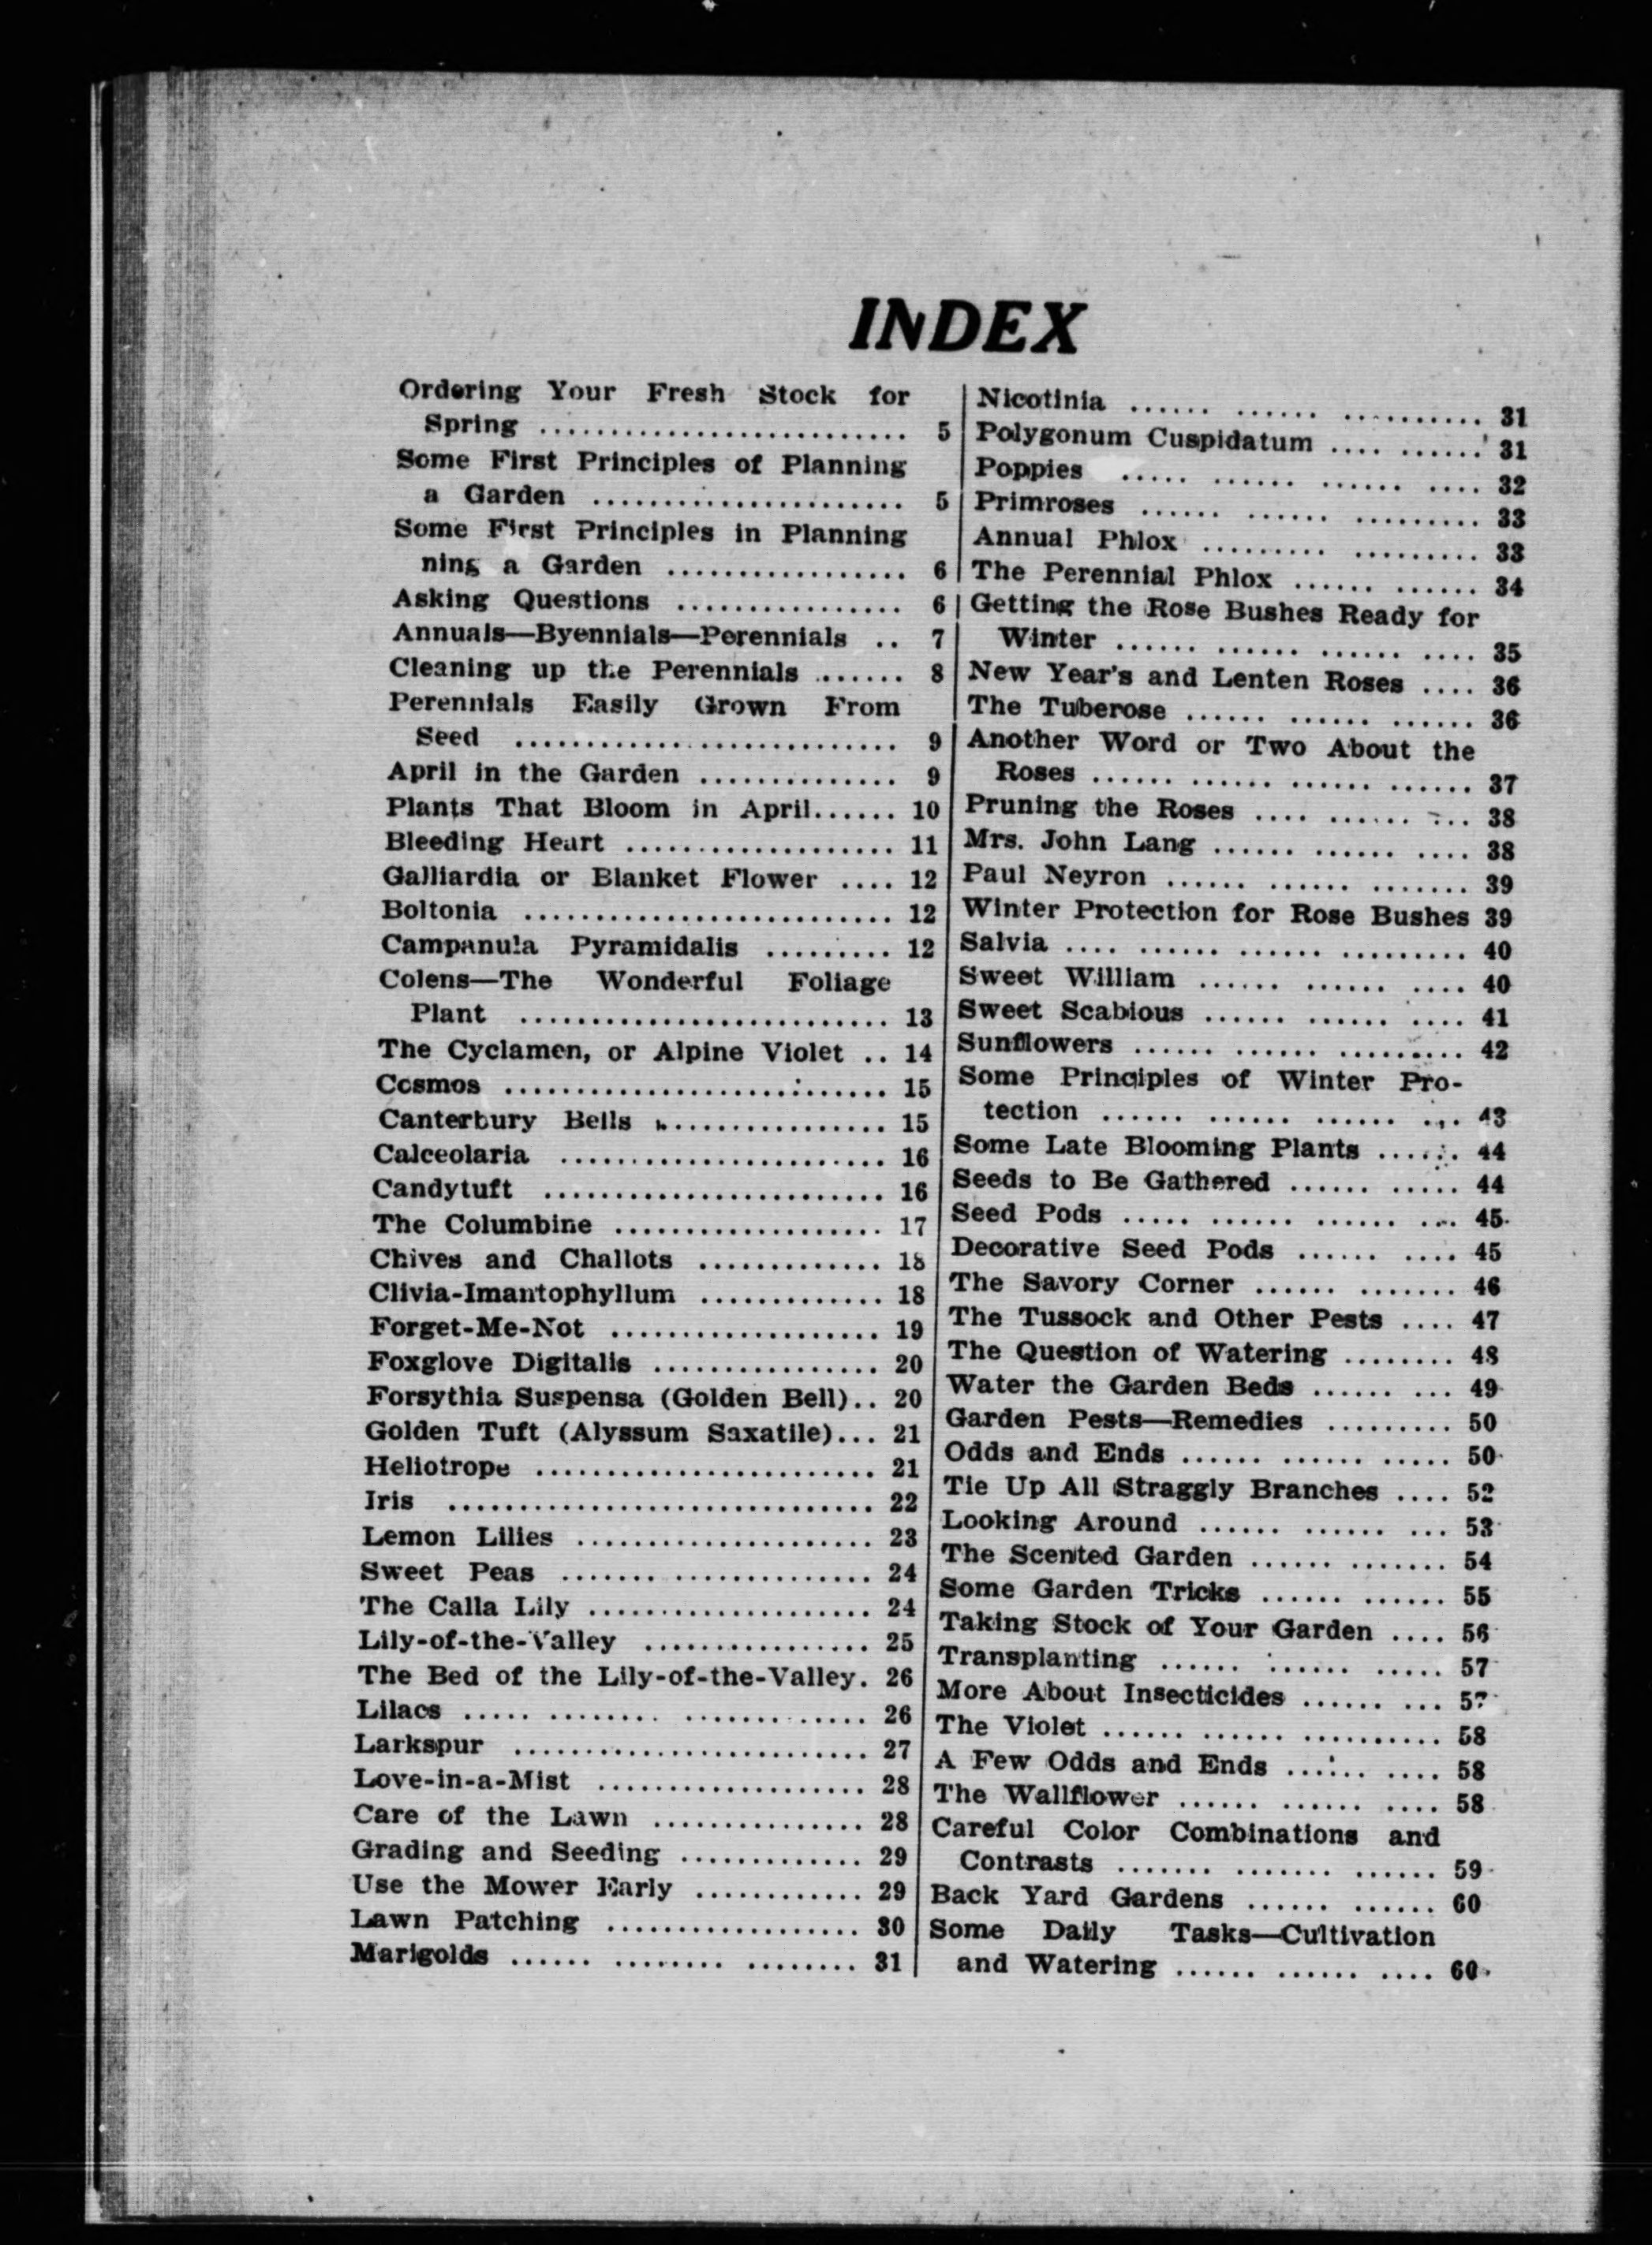 INDEX
Ordering Your Fresh Stock for
Spring .......................... 5
Some First Principles of Planning
a Garden ...................... 5
Some First Principles in Planning
ning a Garden ................. 6
Asking Questions ................ 6
Annuals—Byennials—Perennials .. 7
Cleaning up the Perennials ....... 8
Perennials Easily Grown From
Seed ........................... 9
April in the Garden .............. 9
Plants That Bloom in April...... 10
Bleeding Heart ................... 11
Galliardia or Blanket Flower .... 12
Boltonia .......................... 12
Campanula Pyramidalis ......... 12
Colens—The Wonderful Foliage
Plant .......................... 13
The Cyclamen, or Alpine Violet .. 14
Cosmos ........................... 15
Canterbury Bells ................ 15
Calceolaria ....................... 16
Candytuft ........................ 16
The Columbine ................... 17
Chives and Challots ............. 18
Clivia-Imantophyllum ............. 18
Forget-Me-Not ................... 19
Foxglove Digitalis ................ 20
Forsythia Suspensa (Golden Bell).. 20
Golden Tuft (Alyssum Saxatile)... 21
Heliotrope ........................ 21
Iris .............................. 22
Lemon Lilies ..................... 23
Sweet Peas ...................... 24
The Calla Lily .................... 24
Lily-of-the-Valley ................ 25
The Bed of the Lily-of-the-Valley. 26
Lilacs ..... ........ ............. 26
Larkspur ......................... 27
Love-in-a-Mist ................... 28
Care of the Lawn ............... 28
Grading and Seeding ............. 29
Use the Mower Early ............ 29
Lawn Patching .................. 30
Marigolds ...... ........ ........ 31
Nicotinia ...... ...... .......... 31
Polygonum Cuspidatum .... ...... 31
Poppies ..... ...... ...... .... 32
Primroses ...... ...... ......... 33
Annual Phlox ......... ......... 33
The Perennial Phlox ...... ...... 34
Getting the Rose Bushes Ready for
Winter ...... ...... ...... .... 35
New Year's and Lenten Roses .... 36
The Tuberose ...... ...... ...... 36
Another Word or Two About the
Roses ...... ...... ...... ...... 37
Pruning the Roses .... ...... ... 38
Mrs. John Lang ...... ...... .... 38
Paul Neyron ...... ...... ....... 39
Winter Protection for Rose Bushes 39
Salvia .... ...... ...... ......... 40
Sweet William ...... ...... .... 40
Sweet Scabious ...... ...... .... 41
Sunflowers ...... ...... ......... 42
Some Principles of Winter Pro-
tection ...... ...... ...... ... 43
Some Late Blooming Plants ...... 44
Seeds to Be Gathered ...... ..... 44
Seed Pods ..... ...... ...... ... 45
Decorative Seed Pods ...... .... 45
The Savory Corner ...... ....... 46
The Tussock and Other Pests .... 47
The Question of Watering ........ 48
Water the Garden Beds ...... ... 49
Garden Pests—Remedies ......... 50
Odds and Ends ...... ...... ..... 50
Tie Up All Straggly Branches .... 52
Looking Around ...... ...... ... 53
The Scented Garden ...... ....... 54
Some Garden Tricks ...... ...... 55
Taking Stock of Your Garden .... 56
Transplanting ...... ...... ..... 57
More About Insecticides ...... ... 57
The Violet ...... ...... .......... 58
A Few Odds and Ends ...... .... 58
The Wallflower ...... ...... .... 58
Careful Color Combinations and
Contrasts ....... ....... ...... 59
Back Yard Gardens ...... ...... 60
Some Daily Tasks—Cultivation
and Watering ...... ...... .... 60